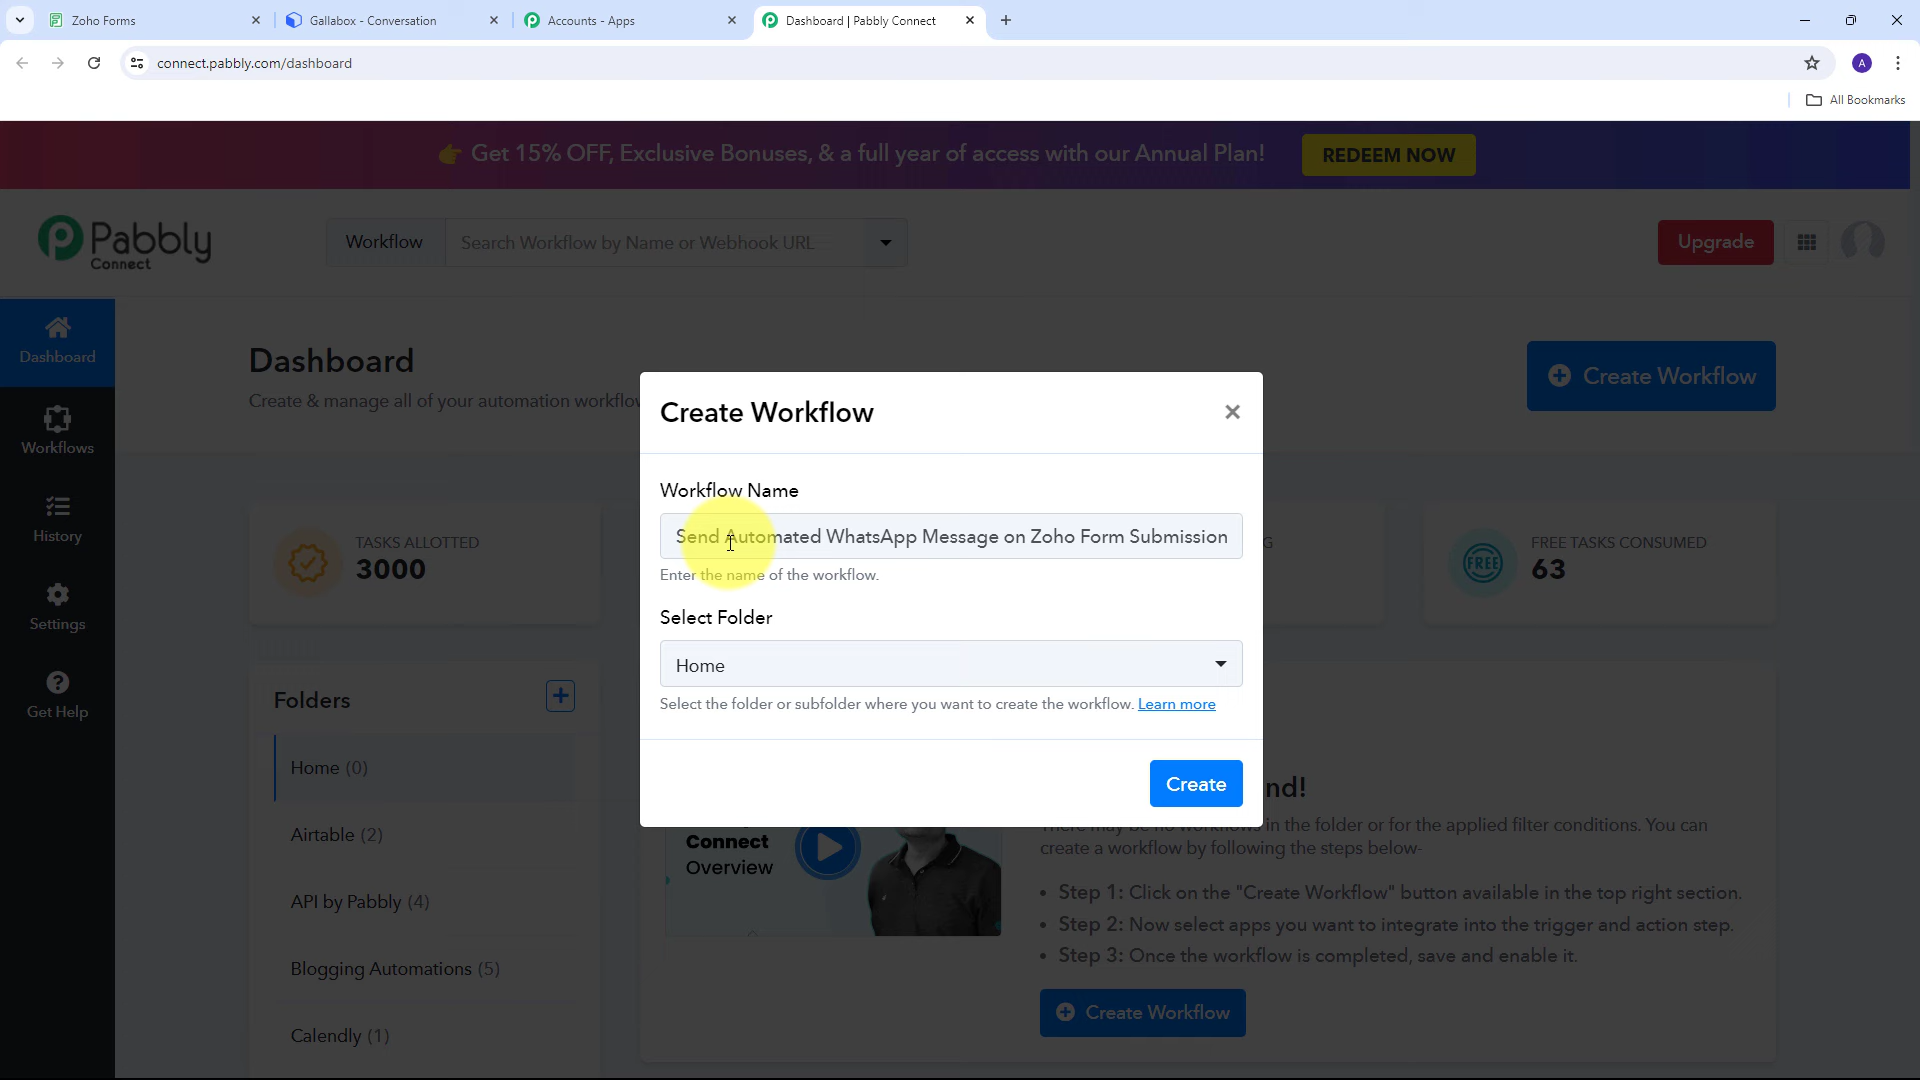 Zoho Forms
Gallabox - Conversation
Accounts - Apps
Dashboard | Pabbly Connect
connect.pabbly.com/dashboard
A
All Bookmarks
Get 15% OFF, Exclusive Bonuses, & a full year of access with our Annual Plan!
REDEEM NOW
Pabbly
Connect
Workflow
Search Workflow by Name or Webhook URL
Upgrade
Dashboard
Workflows
History
Settings
Get Help
Dashboard
Create & manage all of your automation workflow
Create Workflow
TASKS ALLOTTED
3000
G
FREE
FREE TASKS CONSUMED
63
Folders
Home (0)
Airtable (2)
API by Pabbly (4)
Blogging Automations (5)
Calendly (1)
Create Workflow
Workflow Name
Send Automated WhatsApp Message on Zoho Form Submission
Enter the name of the workflow.
Select Folder
Home
Select the folder or subfolder where you want to create the workflow. Learn more
Create
Connect
Overview
nd!
There may be no workflows in the folder or for the applied filter conditions. You can
create a workflow by following the steps below-
• Step 1: Click on the "Create Workflow" button available in the top right section.
• Step 2: Now select apps you want to integrate into the trigger and action step.
• Step 3: Once the workflow is completed, save and enable it.
Create Workflow